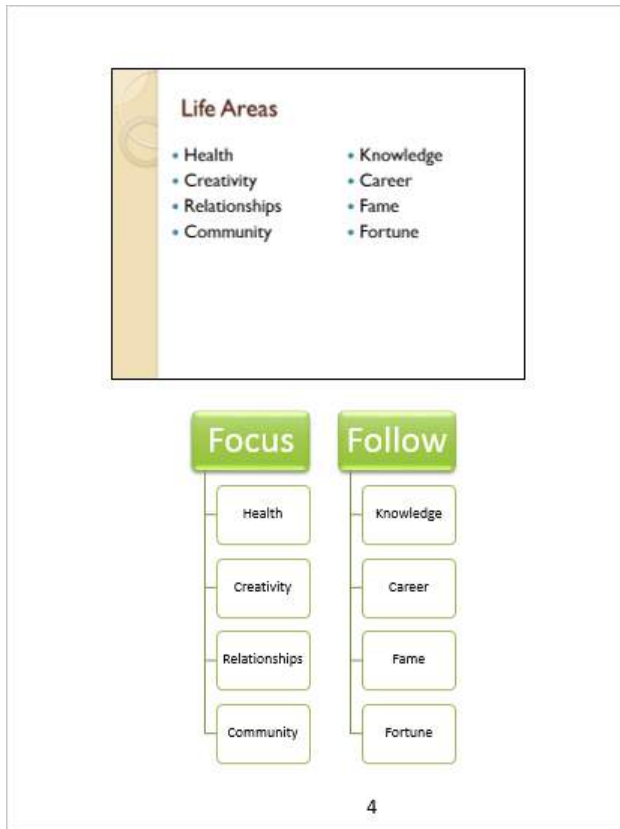 Life Areas
• Health
• Creativity
• Relationships
• Community
• Knowledge
• Career
• Fame
• Fortune
Focus
Health
Creativity
Relationships
Community
Follow
Knowledge
Career
Fame
Fortune
4